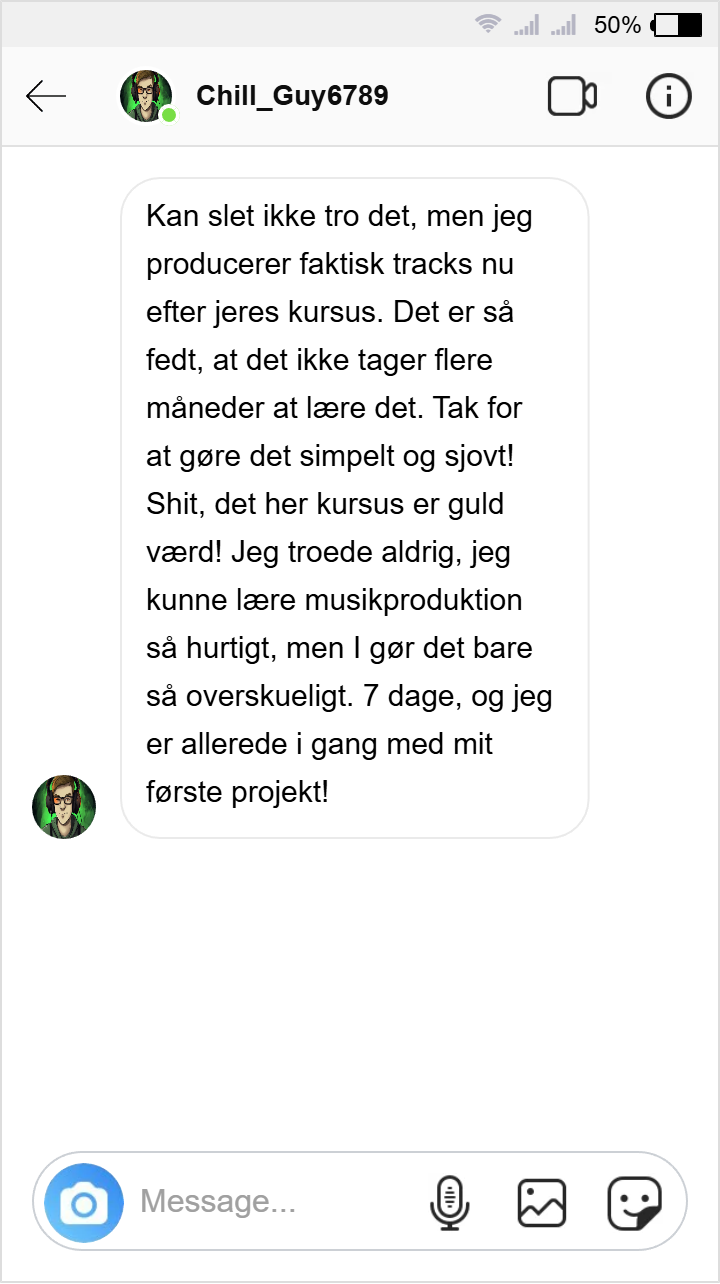 50%
Chill_Guy6789
Kan slet ikke tro det, men jeg
producerer faktisk tracks nu
efter jeres kursus. Det er så
fedt, at det ikke tager flere
måneder at lære det. Tak for
at gøre det simpelt og sjovt!
Shit, det her kursus er guld
værd! Jeg troede aldrig, jeg
kunne lære musikproduktion
så hurtigt, men I gør det bare
så overskueligt. 7 dage, og jeg
er allerede i gang med mit
første projekt!
Message...